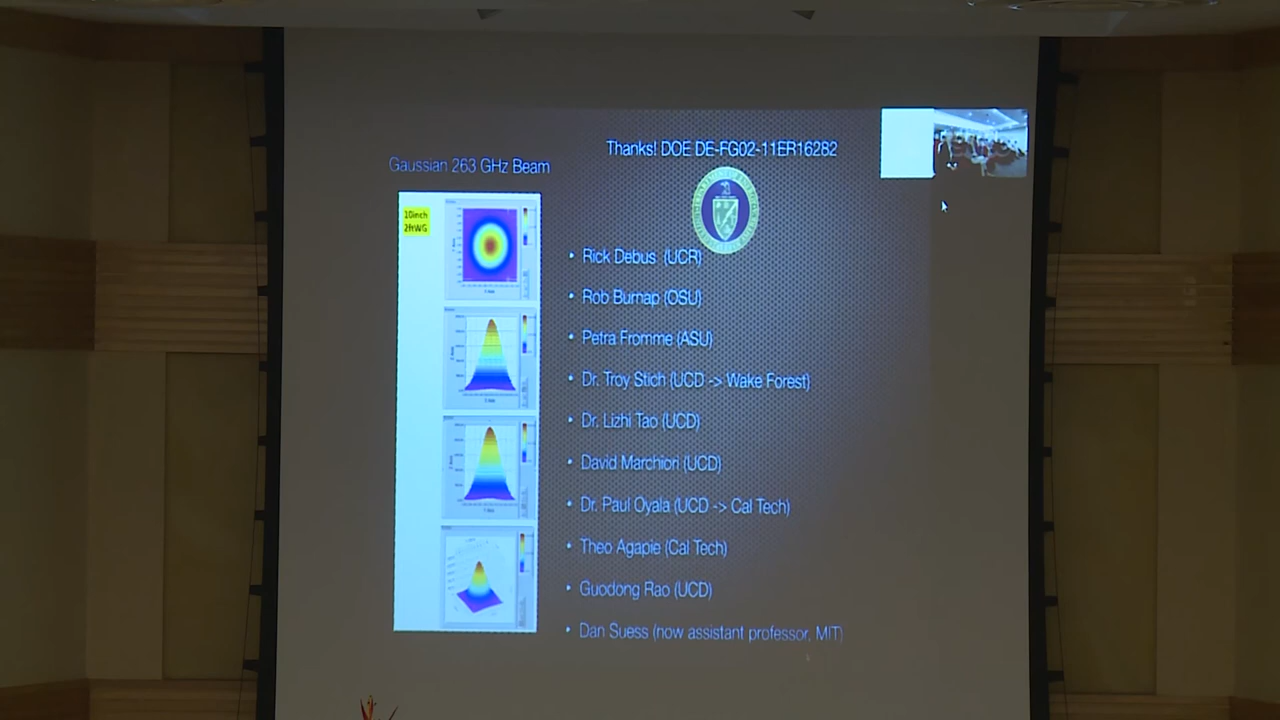 Gaussian 263 GHz Beam
10inch
2ftWG
Thanks! DOE DE-FG02-11ER16282
• Rick Debus (UCR)
• Rob Burnap (OSU)
• Petra Fromme (ASU)
• Dr. Troy Stich (UCD -> Wake Forest)
• Dr. Lizhi Tao (UCD)
• David Marchiori (UCD)
• Dr. Paul Oyala (UCD -> Cal Tech)
• Theo Agapie (Cal Tech)
• Guodong Rao (UCD)
• Dan Suess (now assistant professor, MIT)